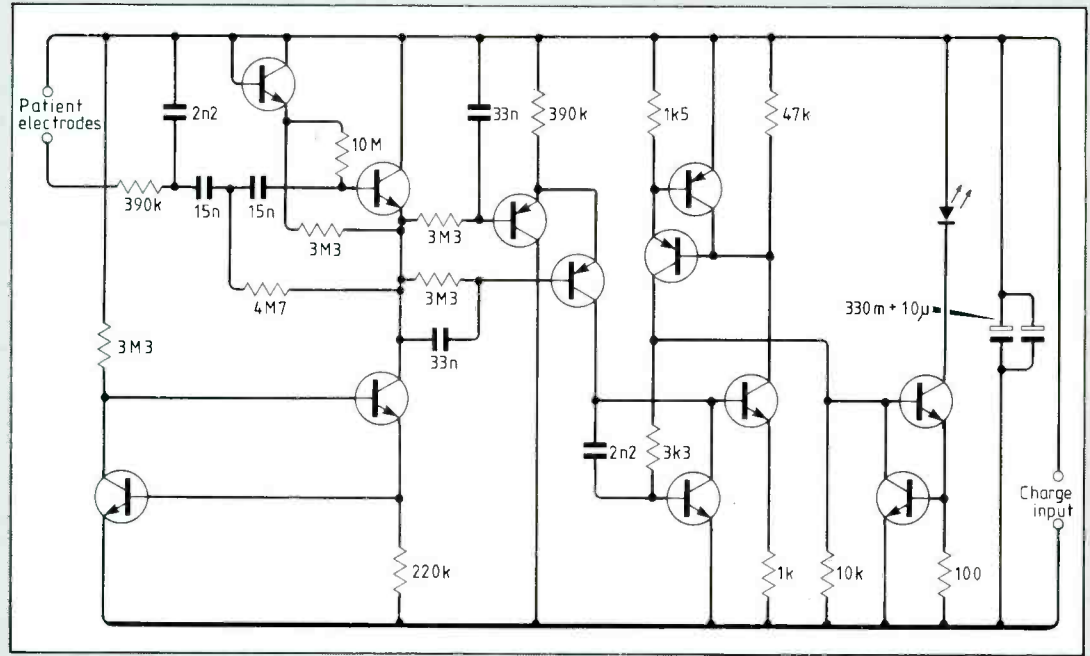 Patient
electrodes
2n2
10M
390k
15n
15n
3M3
4M7
3M3
3M3
3M3
33n
33n
390k
220k
2n2
3k3
1k5
47k
1k
10k
100
330m + 10µ
Charge
input